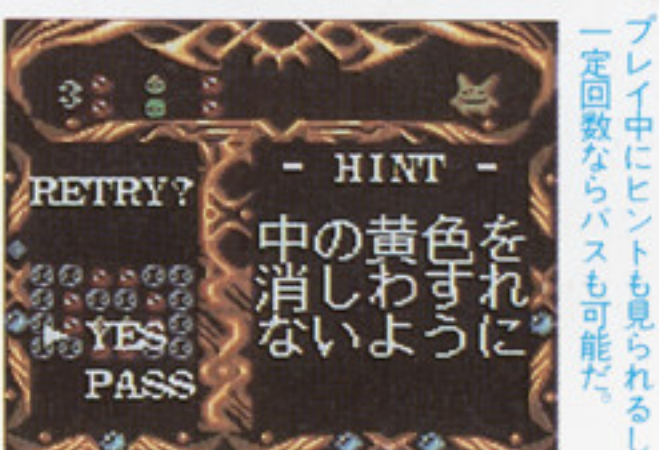 プレイ中にヒントも見られるし
一定回数ならパスも可能だ。
3
RETRY?
YES
PASS
- HINT -
中の黄色を
消しわすれ
ないように